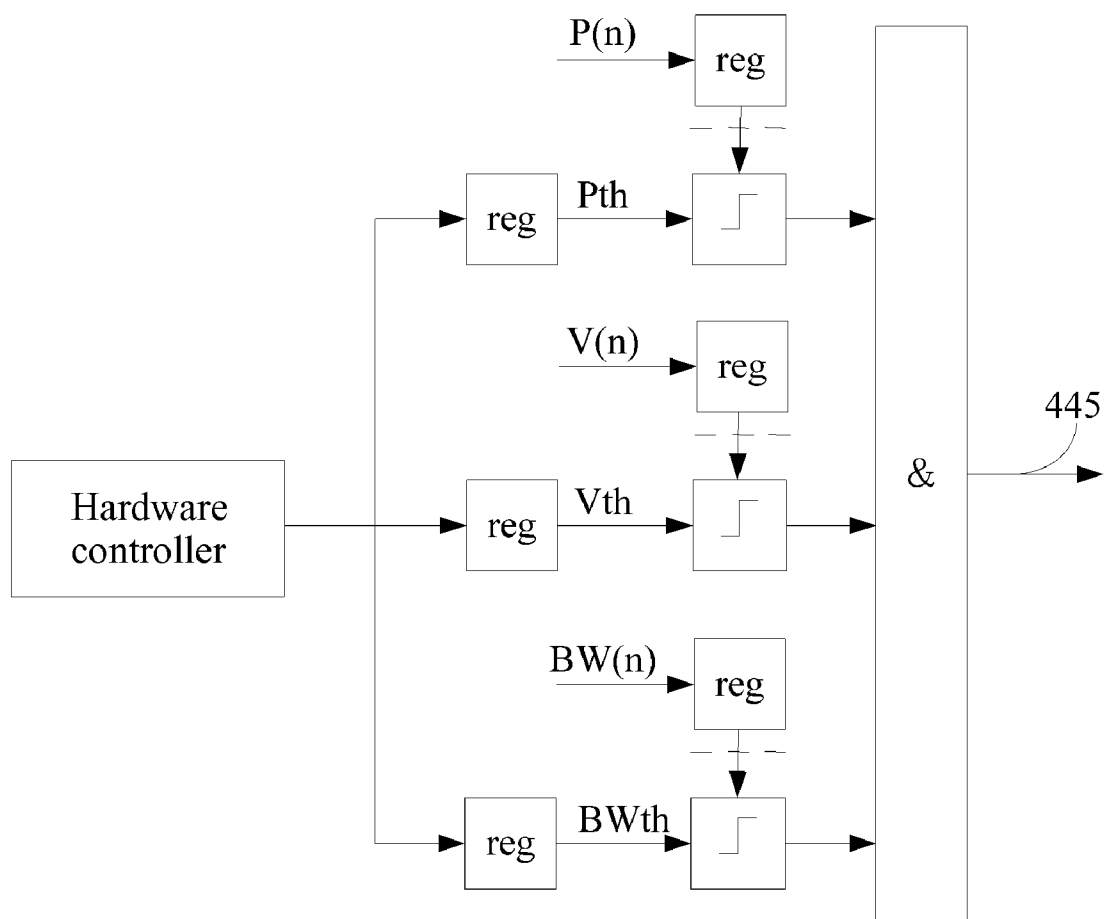 P(n)
reg
reg
Pth
V(n)
reg
445
Hardware
controller
reg
Vth
&
BW(n)
reg
reg
BWth